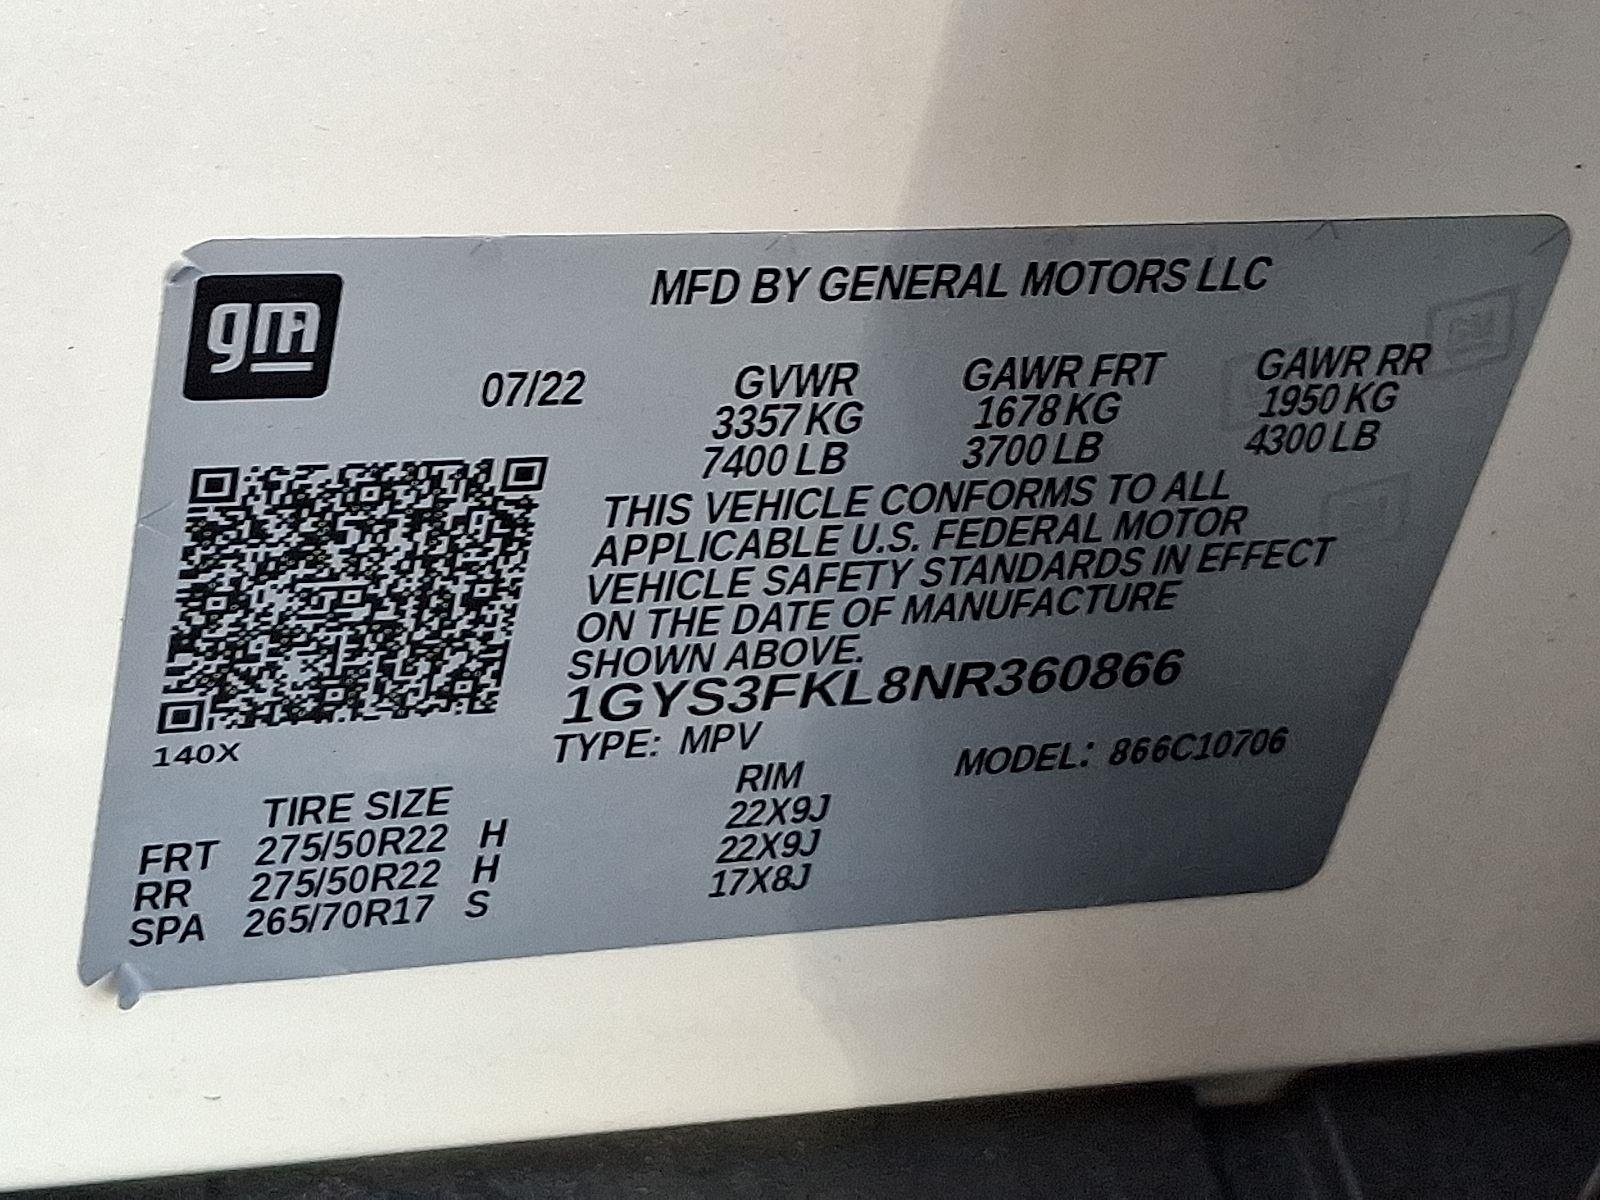 gm
MFD BY GENERAL MOTORS LLC
07/22 GVWR GAWR FRT GAWR RR
3357 KG 1678 KG 1950 KG
7400 LB 3700 LB 4300 LB
THIS VEHICLE CONFORMS TO ALL
APPLICABLE U.S. FEDERAL MOTOR
VEHICLE SAFETY STANDARDS IN EFFECT
ON THE DATE OF MANUFACTURE
SHOWN ABOVE.
1GYS3FKL8NR360866
140X
TYPE: MPV MODEL: 866C10706
TIRE SIZE RIM
FRT 275/50R22 H 22X9J
RR 275/50R22 H 22X9J
SPA 265/70R17 S 17X8J